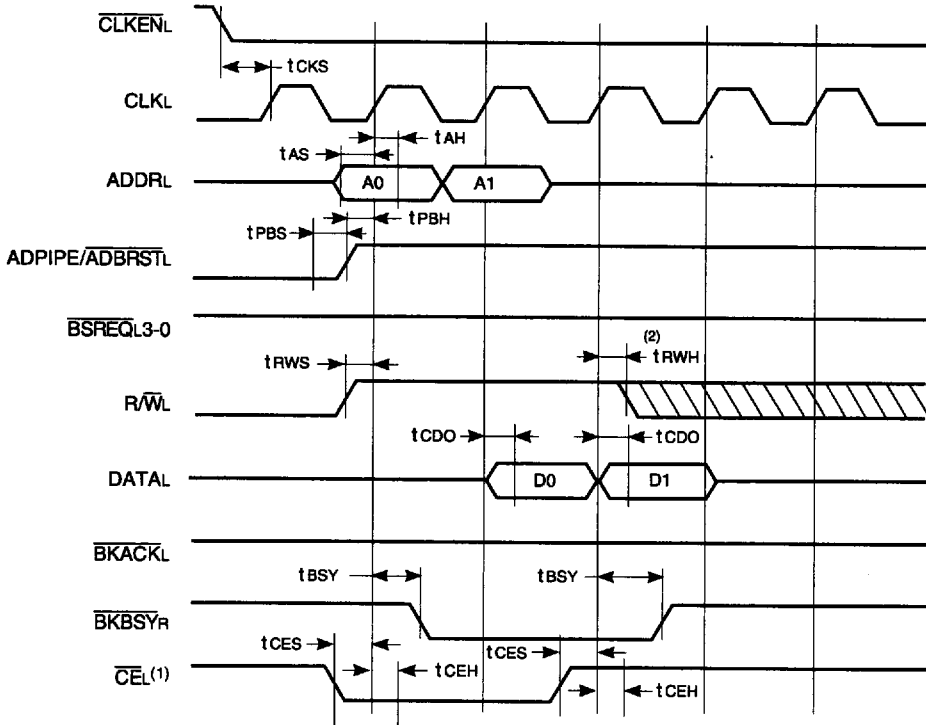 CLKENL
tCKS
CLKL
tAH
tAS
ADDRL
A0
A1
tPBH
tPBS
ADPIPE/ADBRSTL
BSREQL3-0
(2)
tRWS
tRWH
R/WL
tCDO
tCDO
DATAL
D0
D1
BKACKL
tBSY
tBSY
BKBSYR
tCES
tCES
CEL(1)
tCEH
tCEH